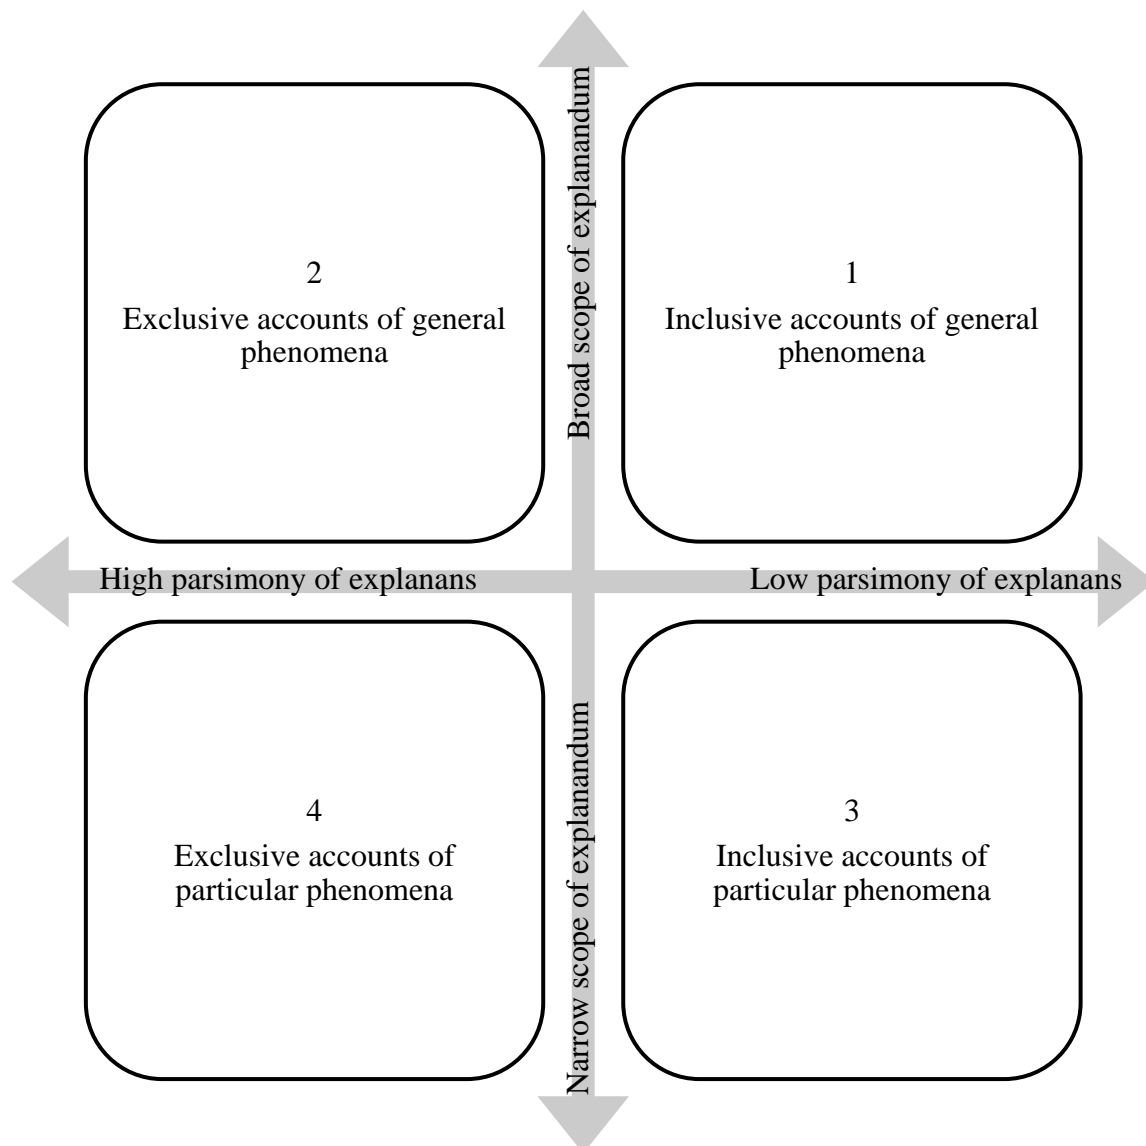 Broad scope of explanandum
2
Exclusive accounts of general
phenomena
1
Inclusive accounts of general
phenomena
High parsimony of explanans
Low parsimony of explanans
4
Exclusive accounts of
particular phenomena
3
Inclusive accounts of
particular phenomena
Narrow scope of explanandum